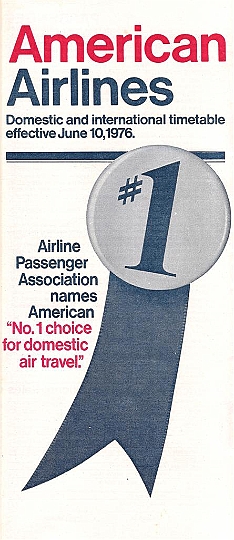 American
Airlines
Domestic and international timetable
effective June 10, 1976.
#1
Airline
Passenger
Association
names
American
"No. 1 choice
for domestic
air travel."